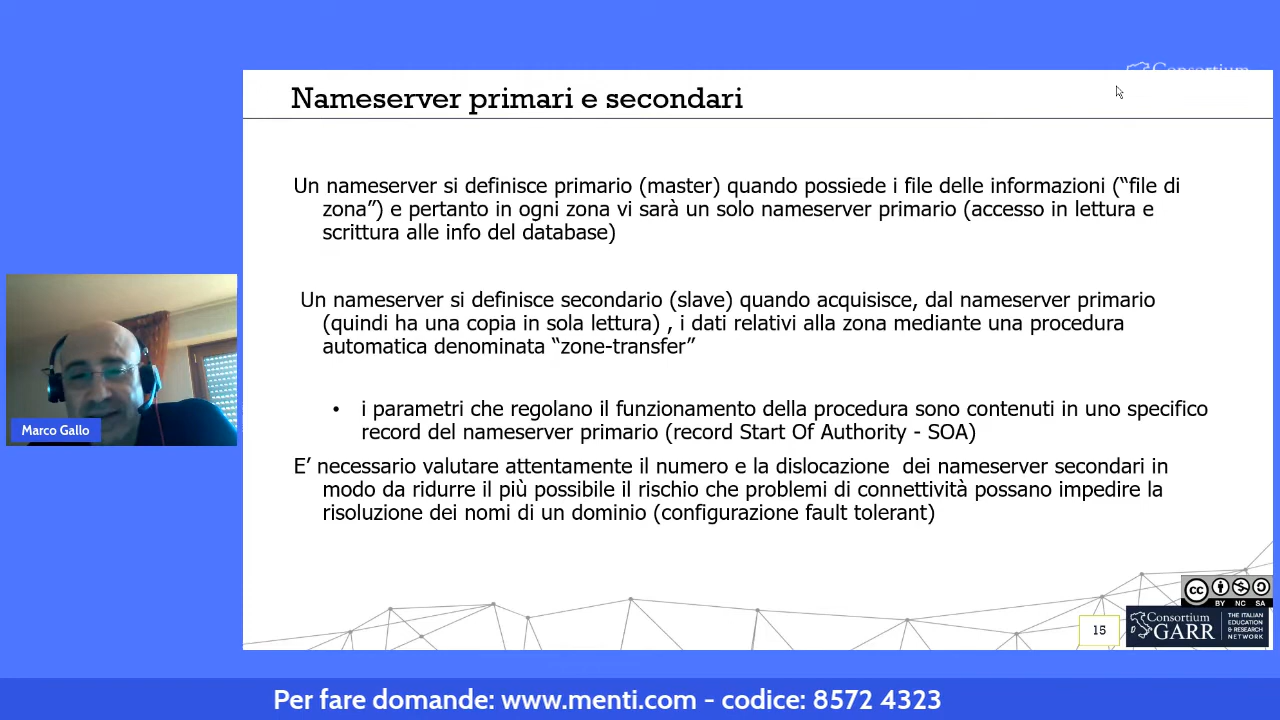 Consortium
Nameserver primari e secondari
Un nameserver si definisce primario (master) quando possiede i file delle informazioni (“file di
zona”) e pertanto in ogni zona vi sarà un solo nameserver primario (accesso in lettura e
scrittura alle info del database)
Un nameserver si definisce secondario (slave) quando acquisisce, dal nameserver primario
(quindi ha una copia in sola lettura) , i dati relativi alla zona mediante una procedura
automatica denominata “zone-transfer”
• i parametri che regolano il funzionamento della procedura sono contenuti in uno specifico
record del nameserver primario (record Start Of Authority - SOA)
E’ necessario valutare attentamente il numero e la dislocazione dei nameserver secondari in
modo da ridurre il più possibile il rischio che problemi di connettività possano impedire la
risoluzione dei nomi di un dominio (configurazione fault tolerant)
Marco Gallo
cc
BY NC SA
15
Consortium
GARR
THE ITALIAN
EDUCATION
& RESEARCH
NETWORK
Per fare domande: www.menti.com - codice: 8572 4323